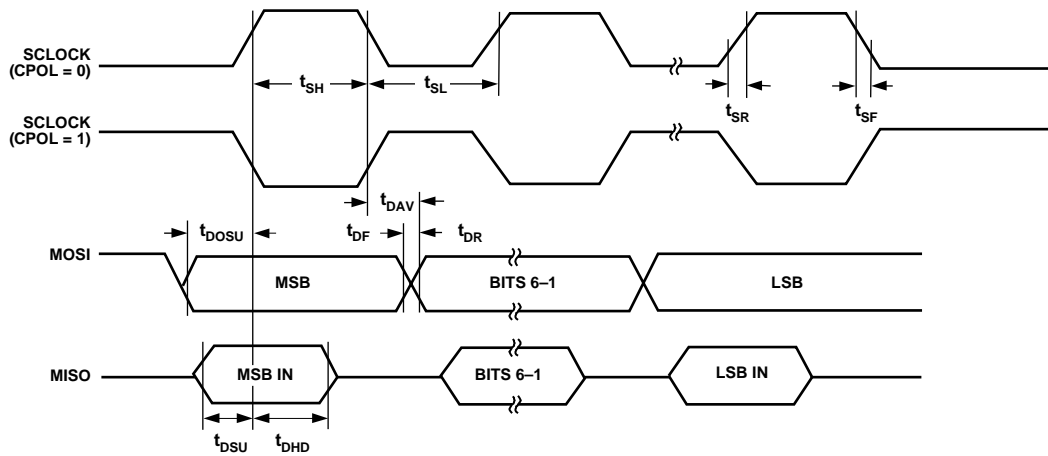 SCLOCK
(CPOL = 0)
tSH
tSL
tSR
tSF
SCLOCK
(CPOL = 1)
tDAV
tDOSU
tDF
tDR
MOSI
MSB
BITS 6–1
LSB
MISO
MSB IN
BITS 6–1
LSB IN
tDSU
tDHD